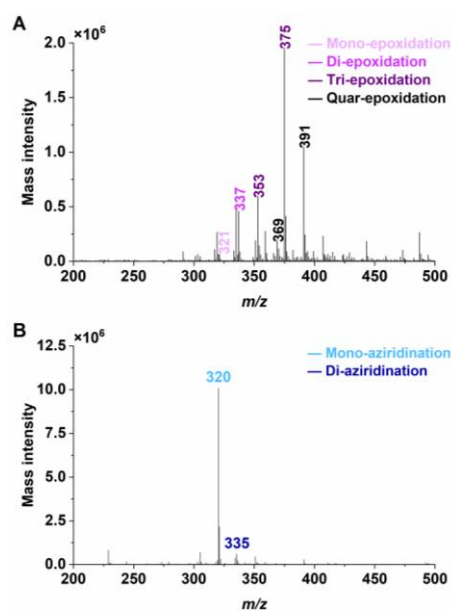 A
×10⁶
Mono-epoxidation
Di-epoxidation
Tri-epoxidation
Quar-epoxidation
375
391
353
337
369
321
2.0
1.5
1.0
0.5
0.0
Mass intensity
200 250 300 350 400 450 500
m/z
B
×10⁶
Mono-aziridination
Di-aziridination
320
335
12.5
10.0
7.5
5.0
2.5
0.0
Mass intensity
200 250 300 350 400 450 500
m/z